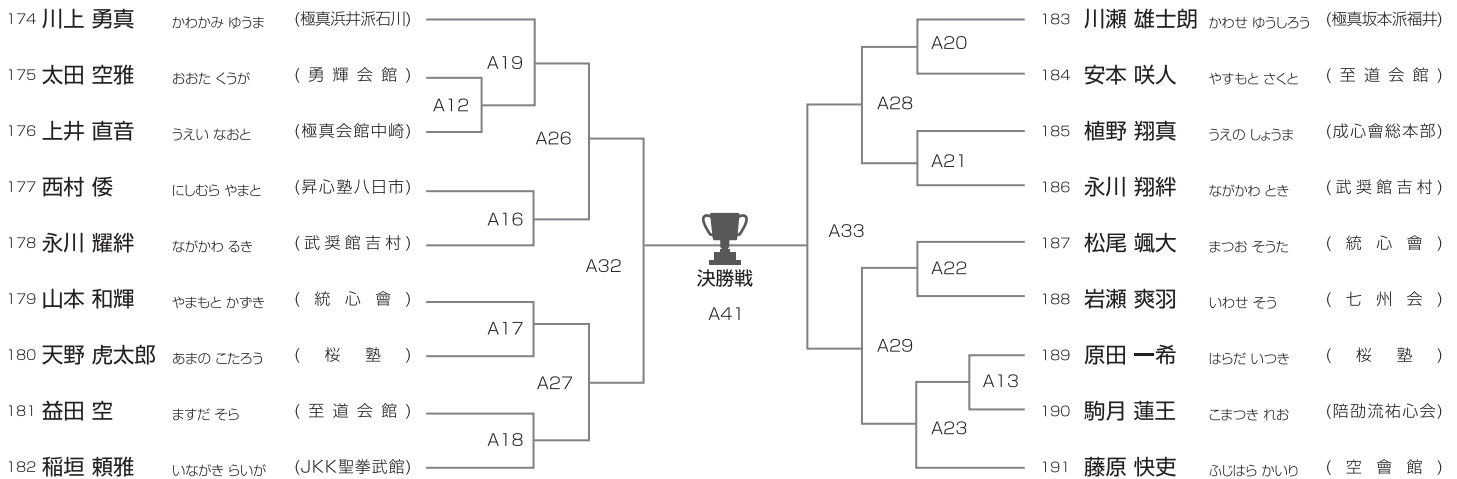 174 川上 勇真 かわかみ ゆうま (極真浜井派石川)
A19
175 太田 空雅 おおた くうが (勇輝会館)
A12
176 上井 直音 うえい なおと (極真会館中崎)
A26
177 西村 倭 にしむら やまと (昇心塾八日市)
A16
178 永川 耀絆 ながかわ るき (武奨館吉村)
A32
179 山本 和輝 やまもと かずき (統心會)
A17
180 天野 虎太郎 あまの こたろう (桜塾)
A27
181 益田 空 ますだ そら (至道会館)
A18
182 稲垣 頼雅 いながき らいが (JKK聖拳武館)
決勝戦
A41
183 川瀬 雄士朗 かわせ ゆうしろう (極真坂本派福井)
A20
184 安本 咲人 やすもと さくと (至道会館)
A28
185 植野 翔真 うえの しょうま (成心會総本部)
A21
186 永川 翔絆 ながかわ とき (武奨館吉村)
A33
187 松尾 颯大 まつお そうた (統心會)
A22
188 岩瀬 爽羽 いわせ そう (七州会)
A29
189 原田 一希 はらだ いつき (桜塾)
A13
190 駒月 蓮王 こまつき れお (陪劭流祐心会)
A23
191 藤原 快吏 ふじはら かいり (空會館)